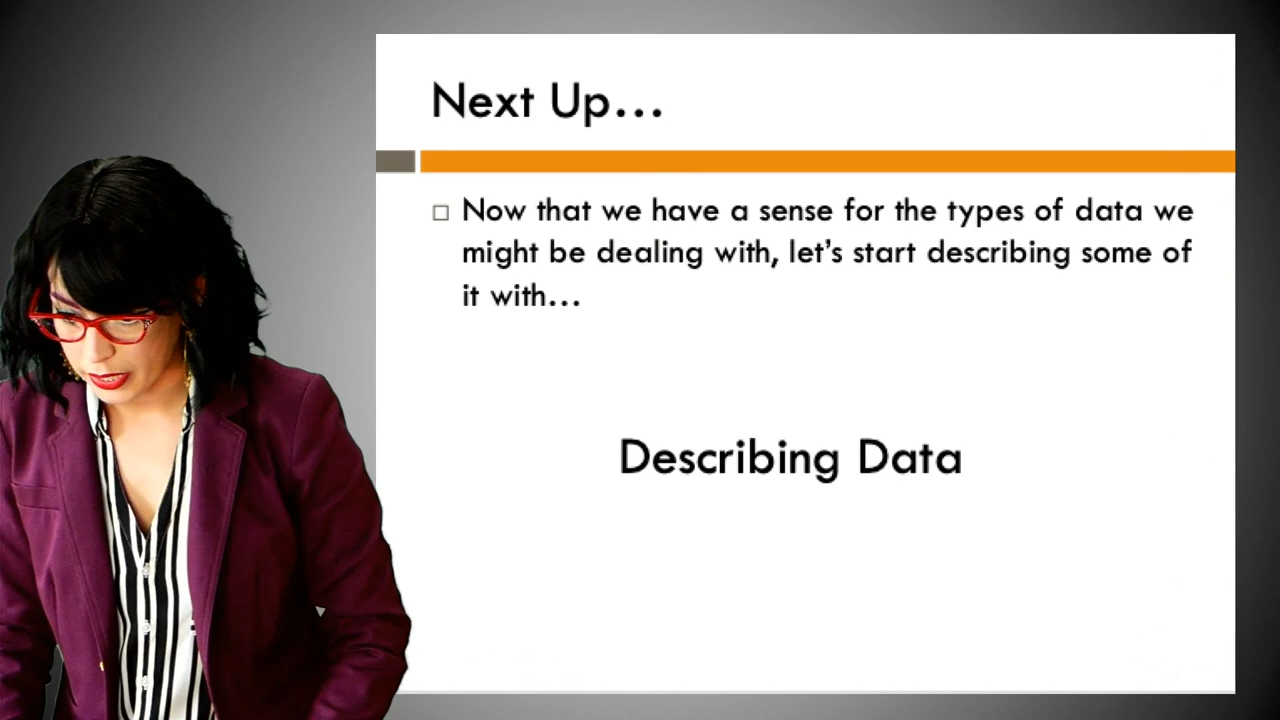 Next Up...
Now that we have a sense for the types of data we
might be dealing with, let's start describing some of
it with...
Describing Data